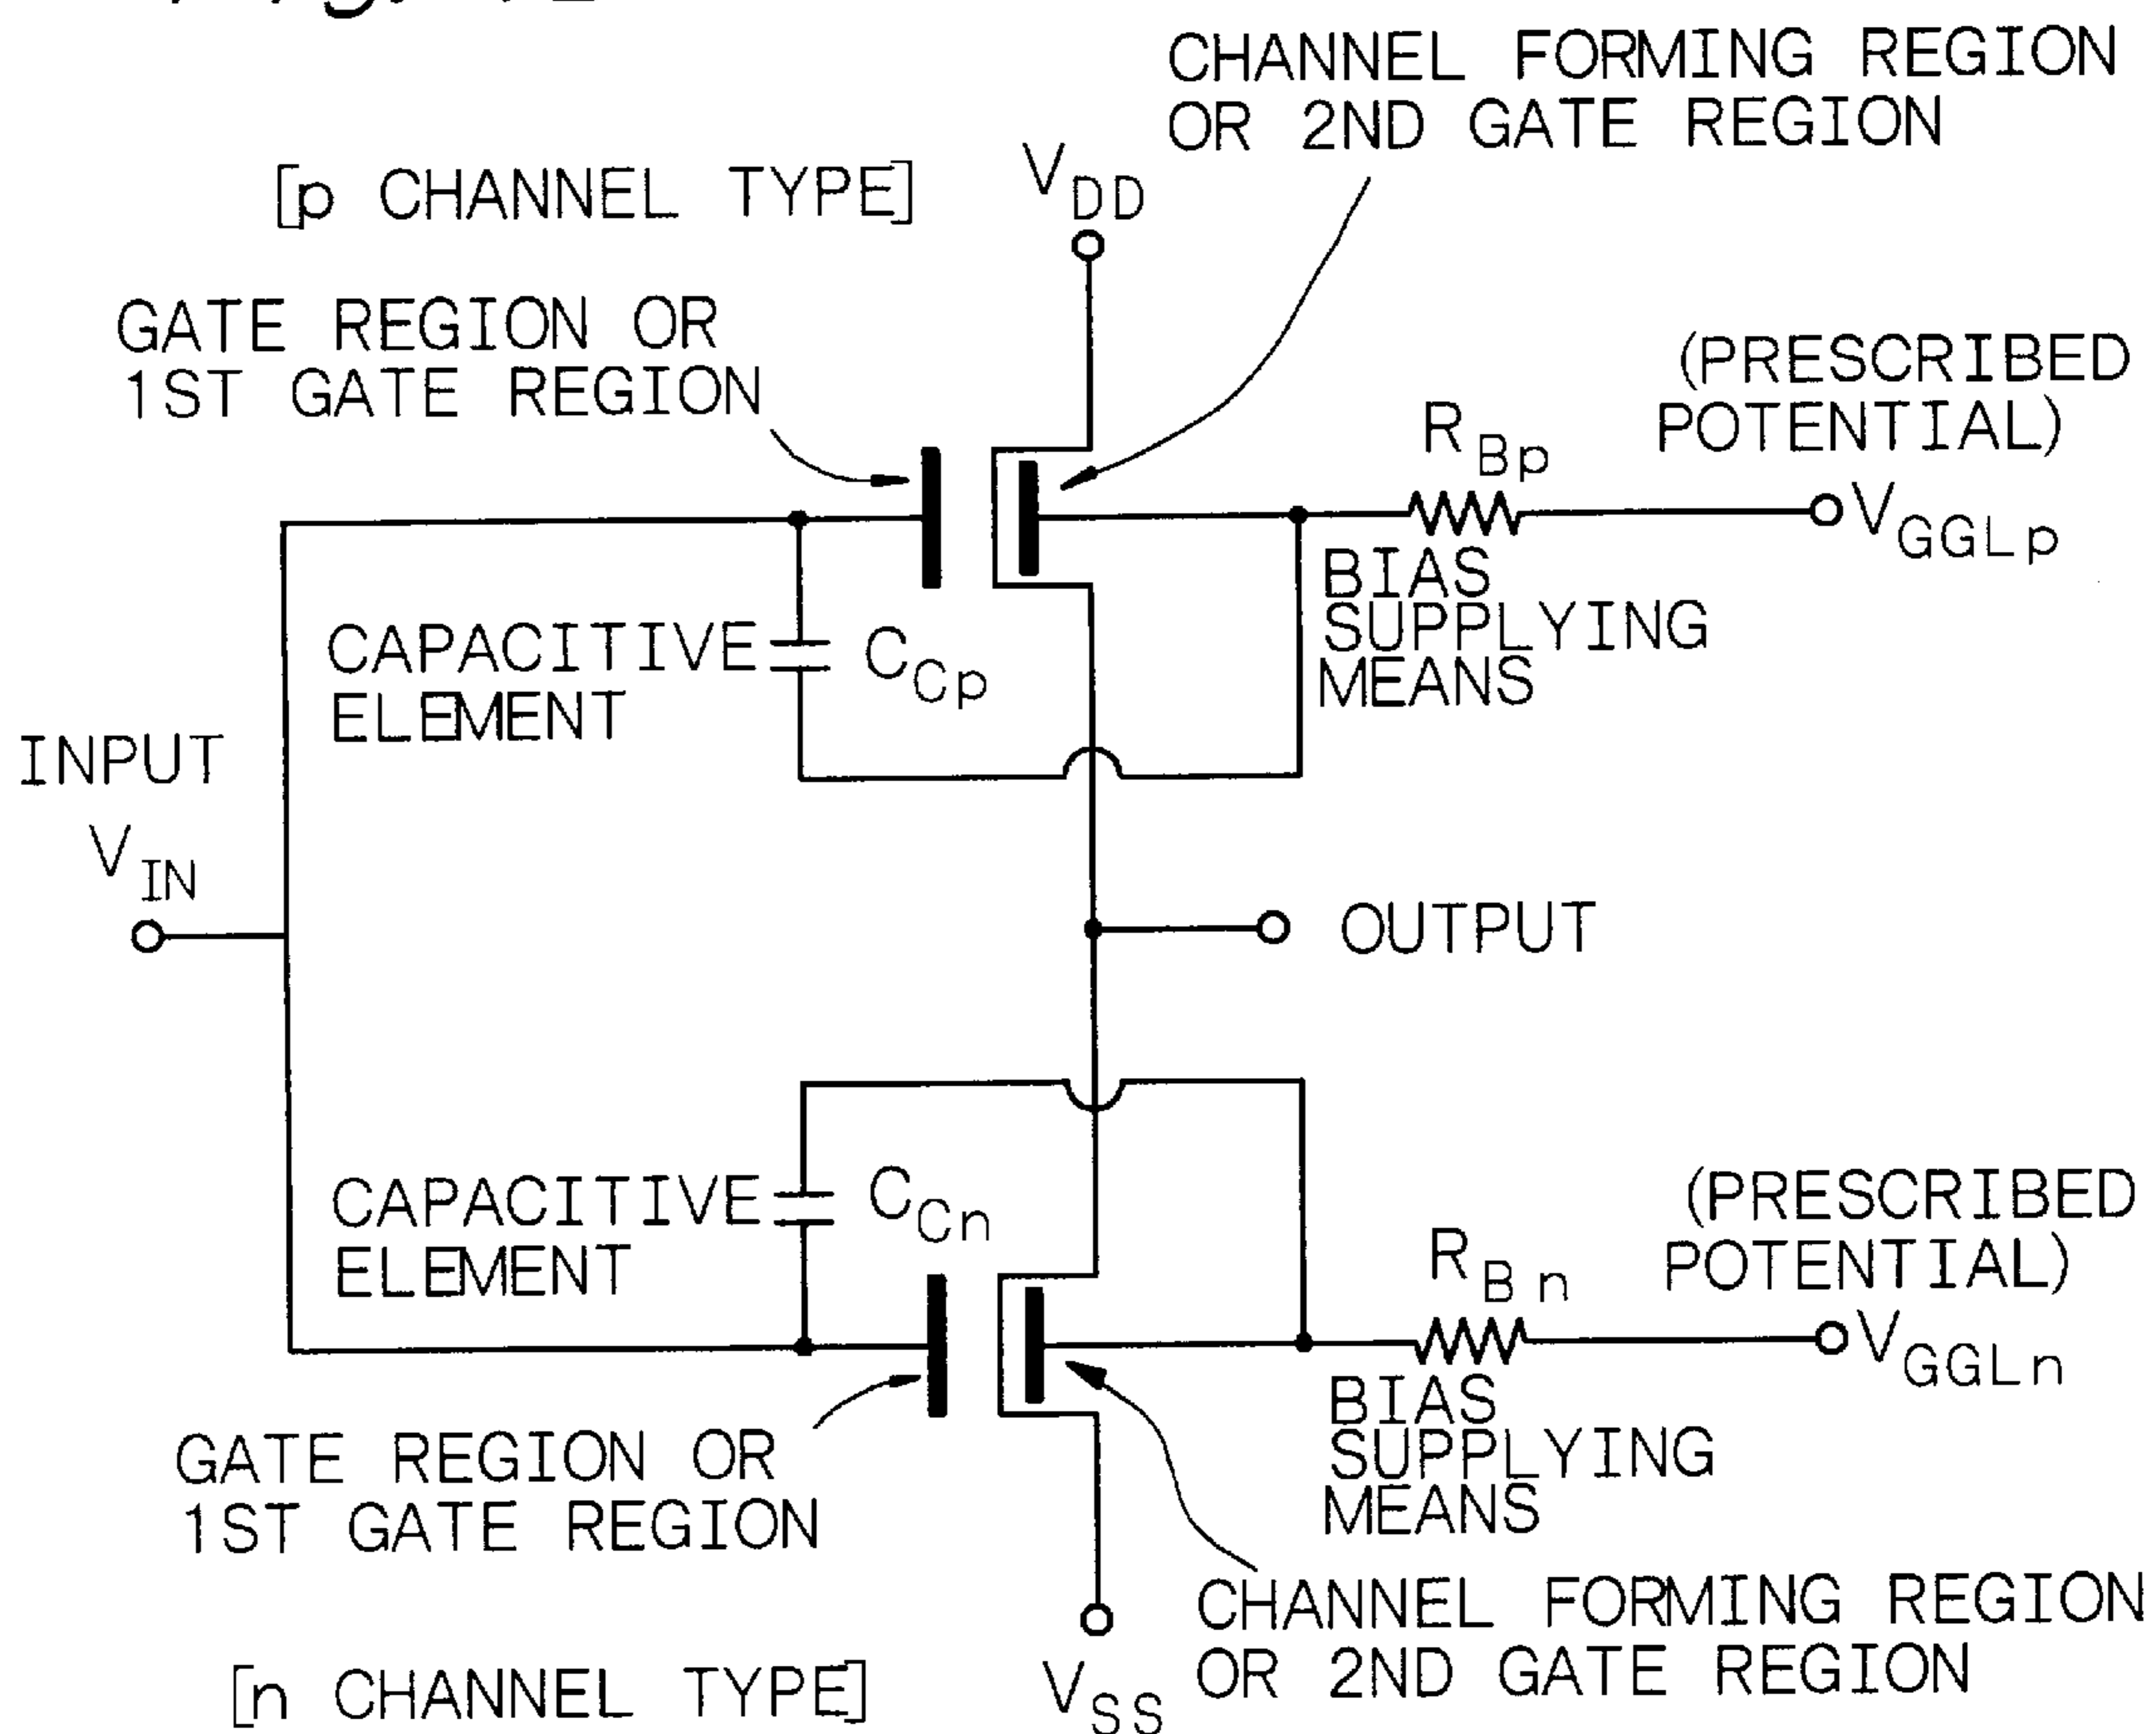 CHANNEL FORMING REGION
OR 2ND GATE REGION
[p CHANNEL TYPE]
VDD
GATE REGION OR
1ST GATE REGION
(PRESCRIBED
POTENTIAL)
RBp
VGGLp
BIAS
SUPPLYING
MEANS
CAPACITIVE
ELEMENT
CCp
INPUT
VIN
OUTPUT
CAPACITIVE
ELEMENT
CCn
(PRESCRIBED
POTENTIAL)
RBn
VGGLn
BIAS
SUPPLYING
MEANS
GATE REGION OR
1ST GATE REGION
CHANNEL FORMING REGION
OR 2ND GATE REGION
[n CHANNEL TYPE]
VSS